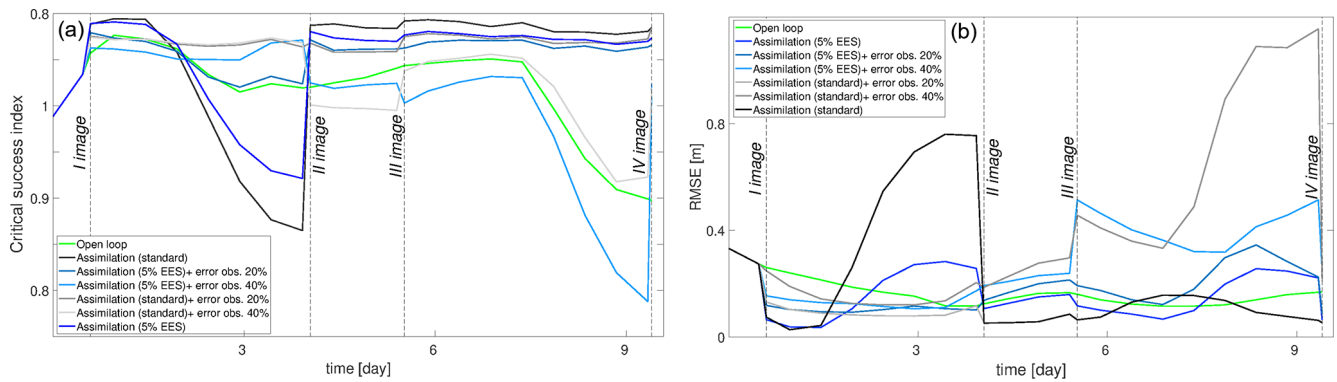 (a)
Critical success index
0.8
0.8
1
0.9
0.8
I image
II image
III image
IV image
Open loop
Assimilation (standard)
Assimilation (5% EES)+ error obs. 20%
Assimilation (5% EES)+ error obs. 40%
Assimilation (standard)+ error obs. 20%
Assimilation (standard)+ error obs. 40%
Assimilation (5% EES)
3
6
9
time [day]
(b)
RMSE [m]
0.8
0.4
0
Open loop
Assimilation (5% EES)
Assimilation (5% EES)+ error obs. 20%
Assimilation (5% EES)+ error obs. 40%
Assimilation (standard)+ error obs. 20%
Assimilation (standard)+ error obs. 40%
Assimilation (standard)
I image
II image
III image
IV image
3
6
9
time [day]